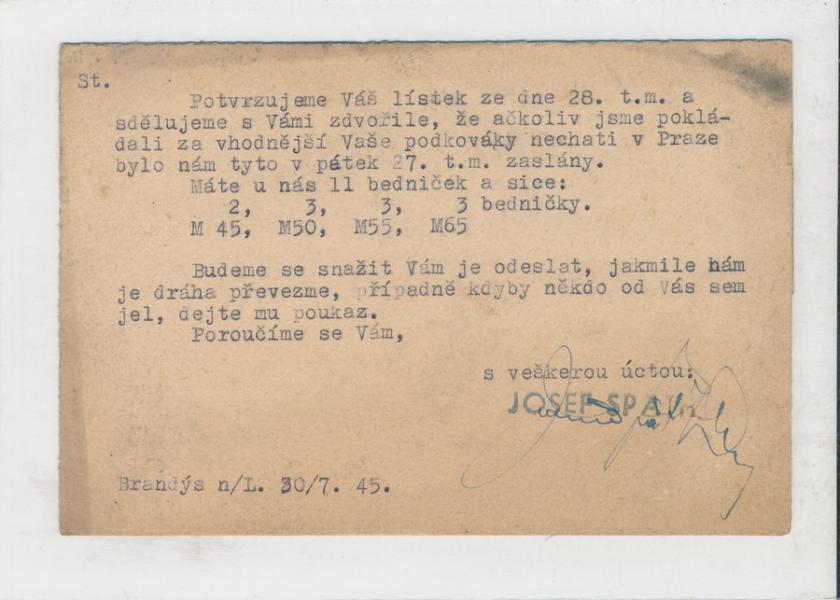 St.
Potvrzujeme Váš lístek ze dne 28. t.m. a
sdělujeme s Vámi zdvořile, že ačkoliv jsme poklá-
dali za vhodnější Vaše podkováky nechati v Praze
bylo nám tyto v pátek 27. t.m. zaslány.
Máte u nás 11 bedniček a sice:
2, 3, 3, 3 bedničky.
M 45, M50, M55, M65
Budeme se snažit Vám je odeslat, jakmile nám
je dráha převezme, případně kdyby někdo od Vás sem
jel, dejte mu poukaz.
Poroučíme se Vám,
s veškerou úctou:
JOSEF SPATH
Brandýs n/L. 30/7. 45.